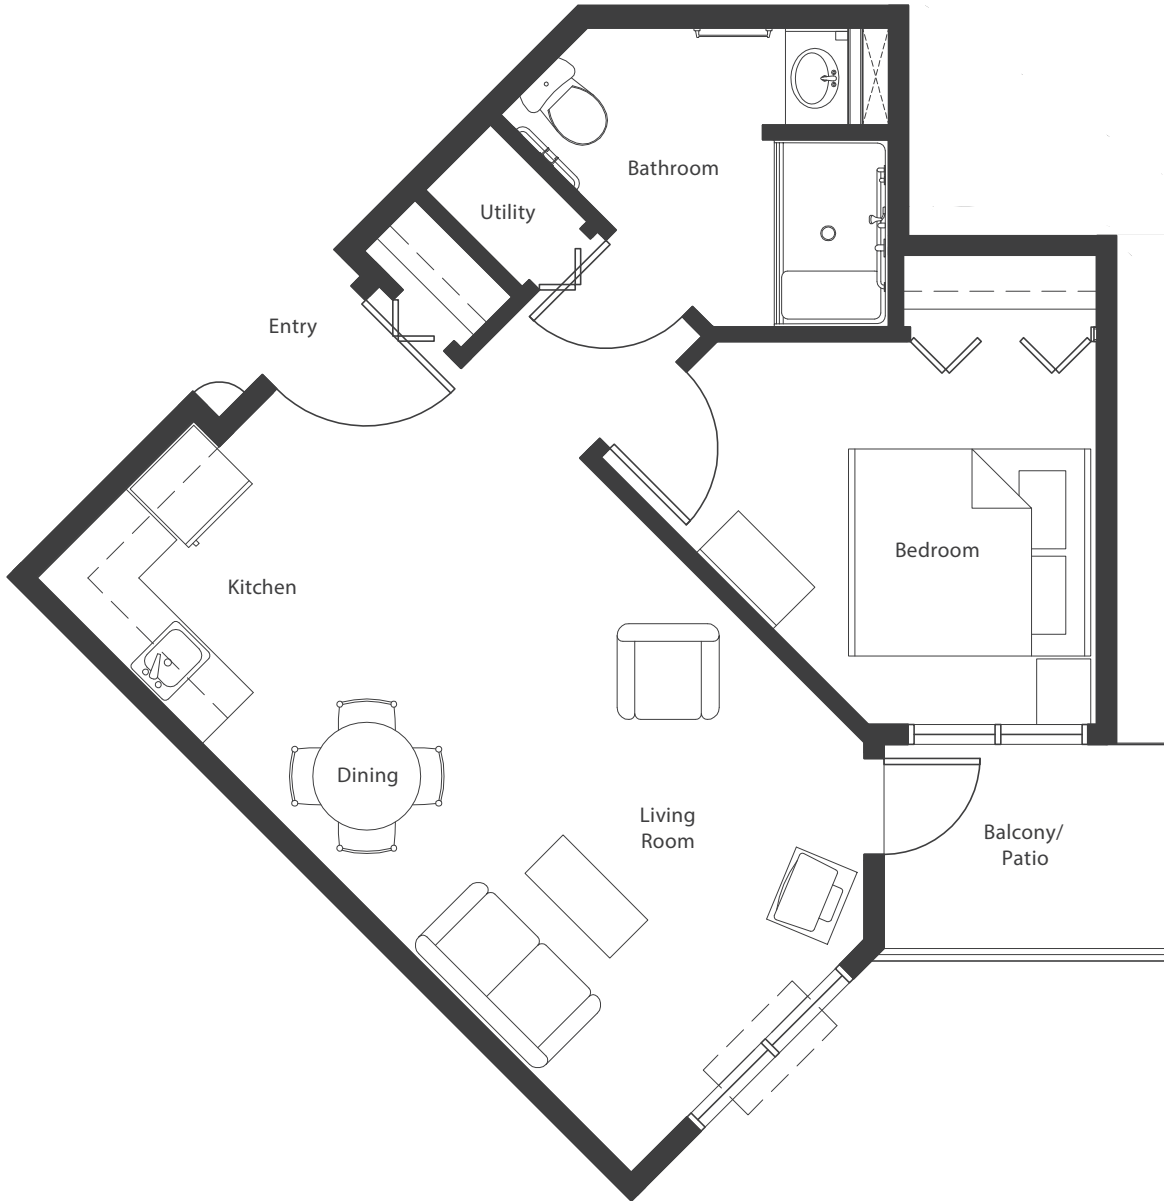 Bathroom
Utility
Entry
Bedroom
Kitchen
Dining
Living
Room
Balcony/
Patio